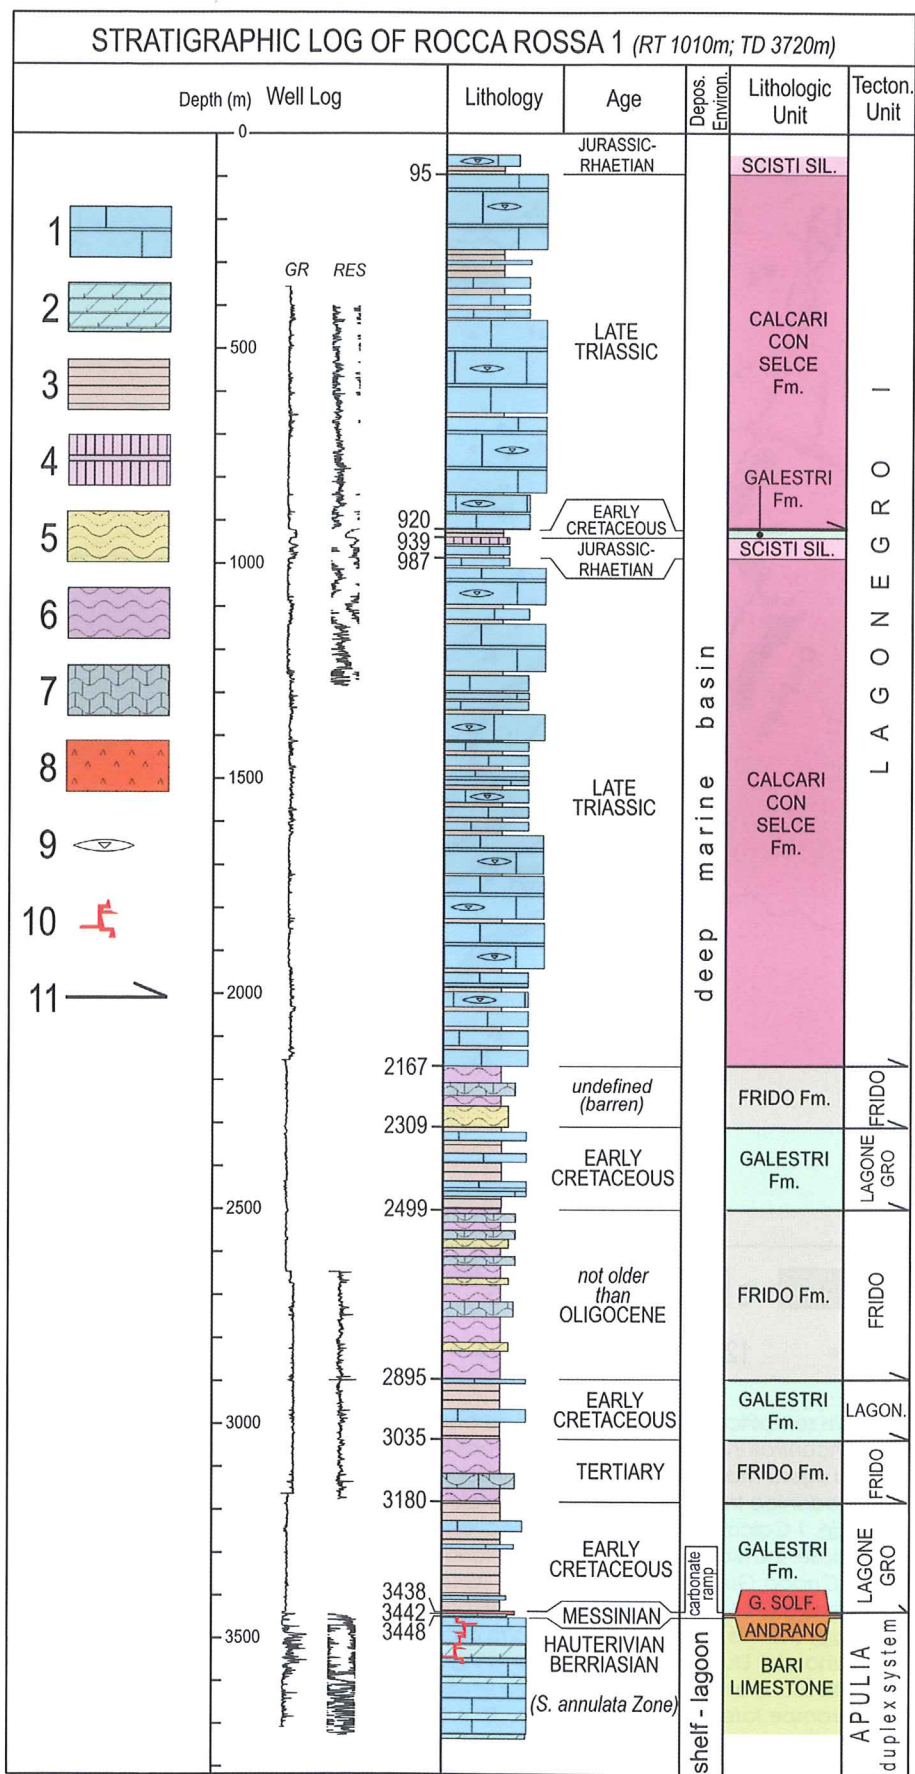 STRATIGRAPHIC LOG OF ROCCA ROSSA 1 (RT 1010m; TD 3720m)
Depth (m)
Well Log
Lithology
Age
Depos.
Environ.
Lithologic
Unit
Tecton.
Unit
0
500
1000
1500
2000
2500
3000
3500
1
2
3
4
5
6
7
8
9
10
11
GR
RES
95
920
939
987
2167
2309
2499
2895
3035
3180
3438
3442
3448
JURASSIC-
RHAETIAN
LATE
TRIASSIC
EARLY
CRETACEOUS
JURASSIC-
RHAETIAN
LATE
TRIASSIC
undefined
(barren)
EARLY
CRETACEOUS
not older
than
OLIGOCENE
EARLY
CRETACEOUS
TERTIARY
EARLY
CRETACEOUS
MESSINIAN
HAUTERIVIAN
BERRIASIAN
(S. annulata Zone)
deep marine basin
carbonate
ramp
shelf - lagoon
SCISTI SIL.
CALCARI
CON
SELCE
Fm.
GALESTRI
Fm.
SCISTI SIL.
CALCARI
CON
SELCE
Fm.
FRIDO Fm.
GALESTRI
Fm.
FRIDO Fm.
GALESTRI
Fm.
FRIDO Fm.
GALESTRI
Fm.
G. SOLF.
ANDRANO
BARI
LIMESTONE
LAGONEGRO I
FRIDO
LAGONE
GRO
FRIDO
LAGON.
FRIDO
LAGONE
GRO
APULIA
duplex system